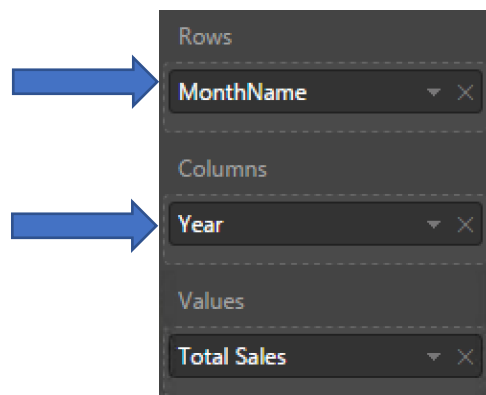 Rows
MonthName
Columns
Year
Values
Total Sales